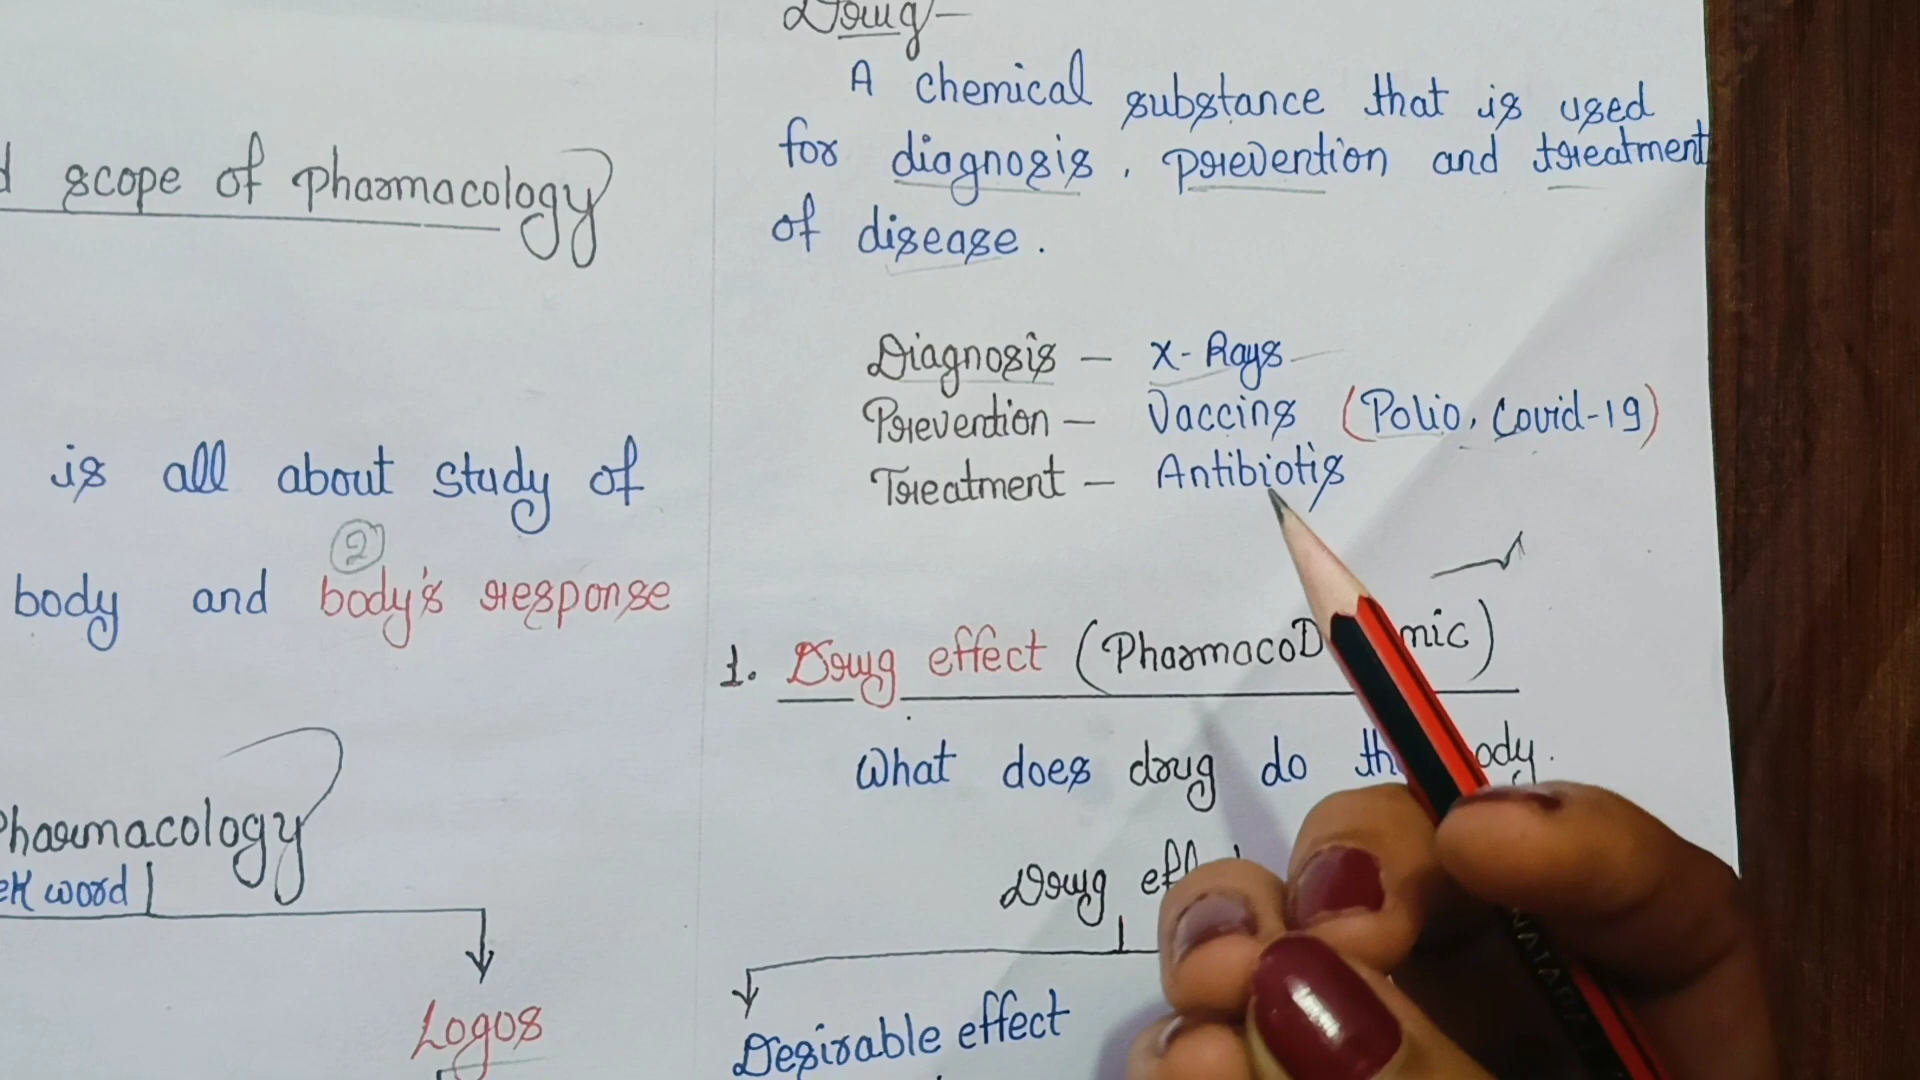 scope of pharmacology
is all about study of
2
body and body's response
Pharmacology
word
Logos
Drug-
A chemical substance that is used
for diagnosis, prevention and treatment
of disease.
Diagnosis - X-Rays
Prevention - Vaccins (Polio, Covid-19)
Treatment - Antibiotis
1. Drug effect (PharmacoD mic)
What does drug do th ody.
Drug eff
Desirable effect